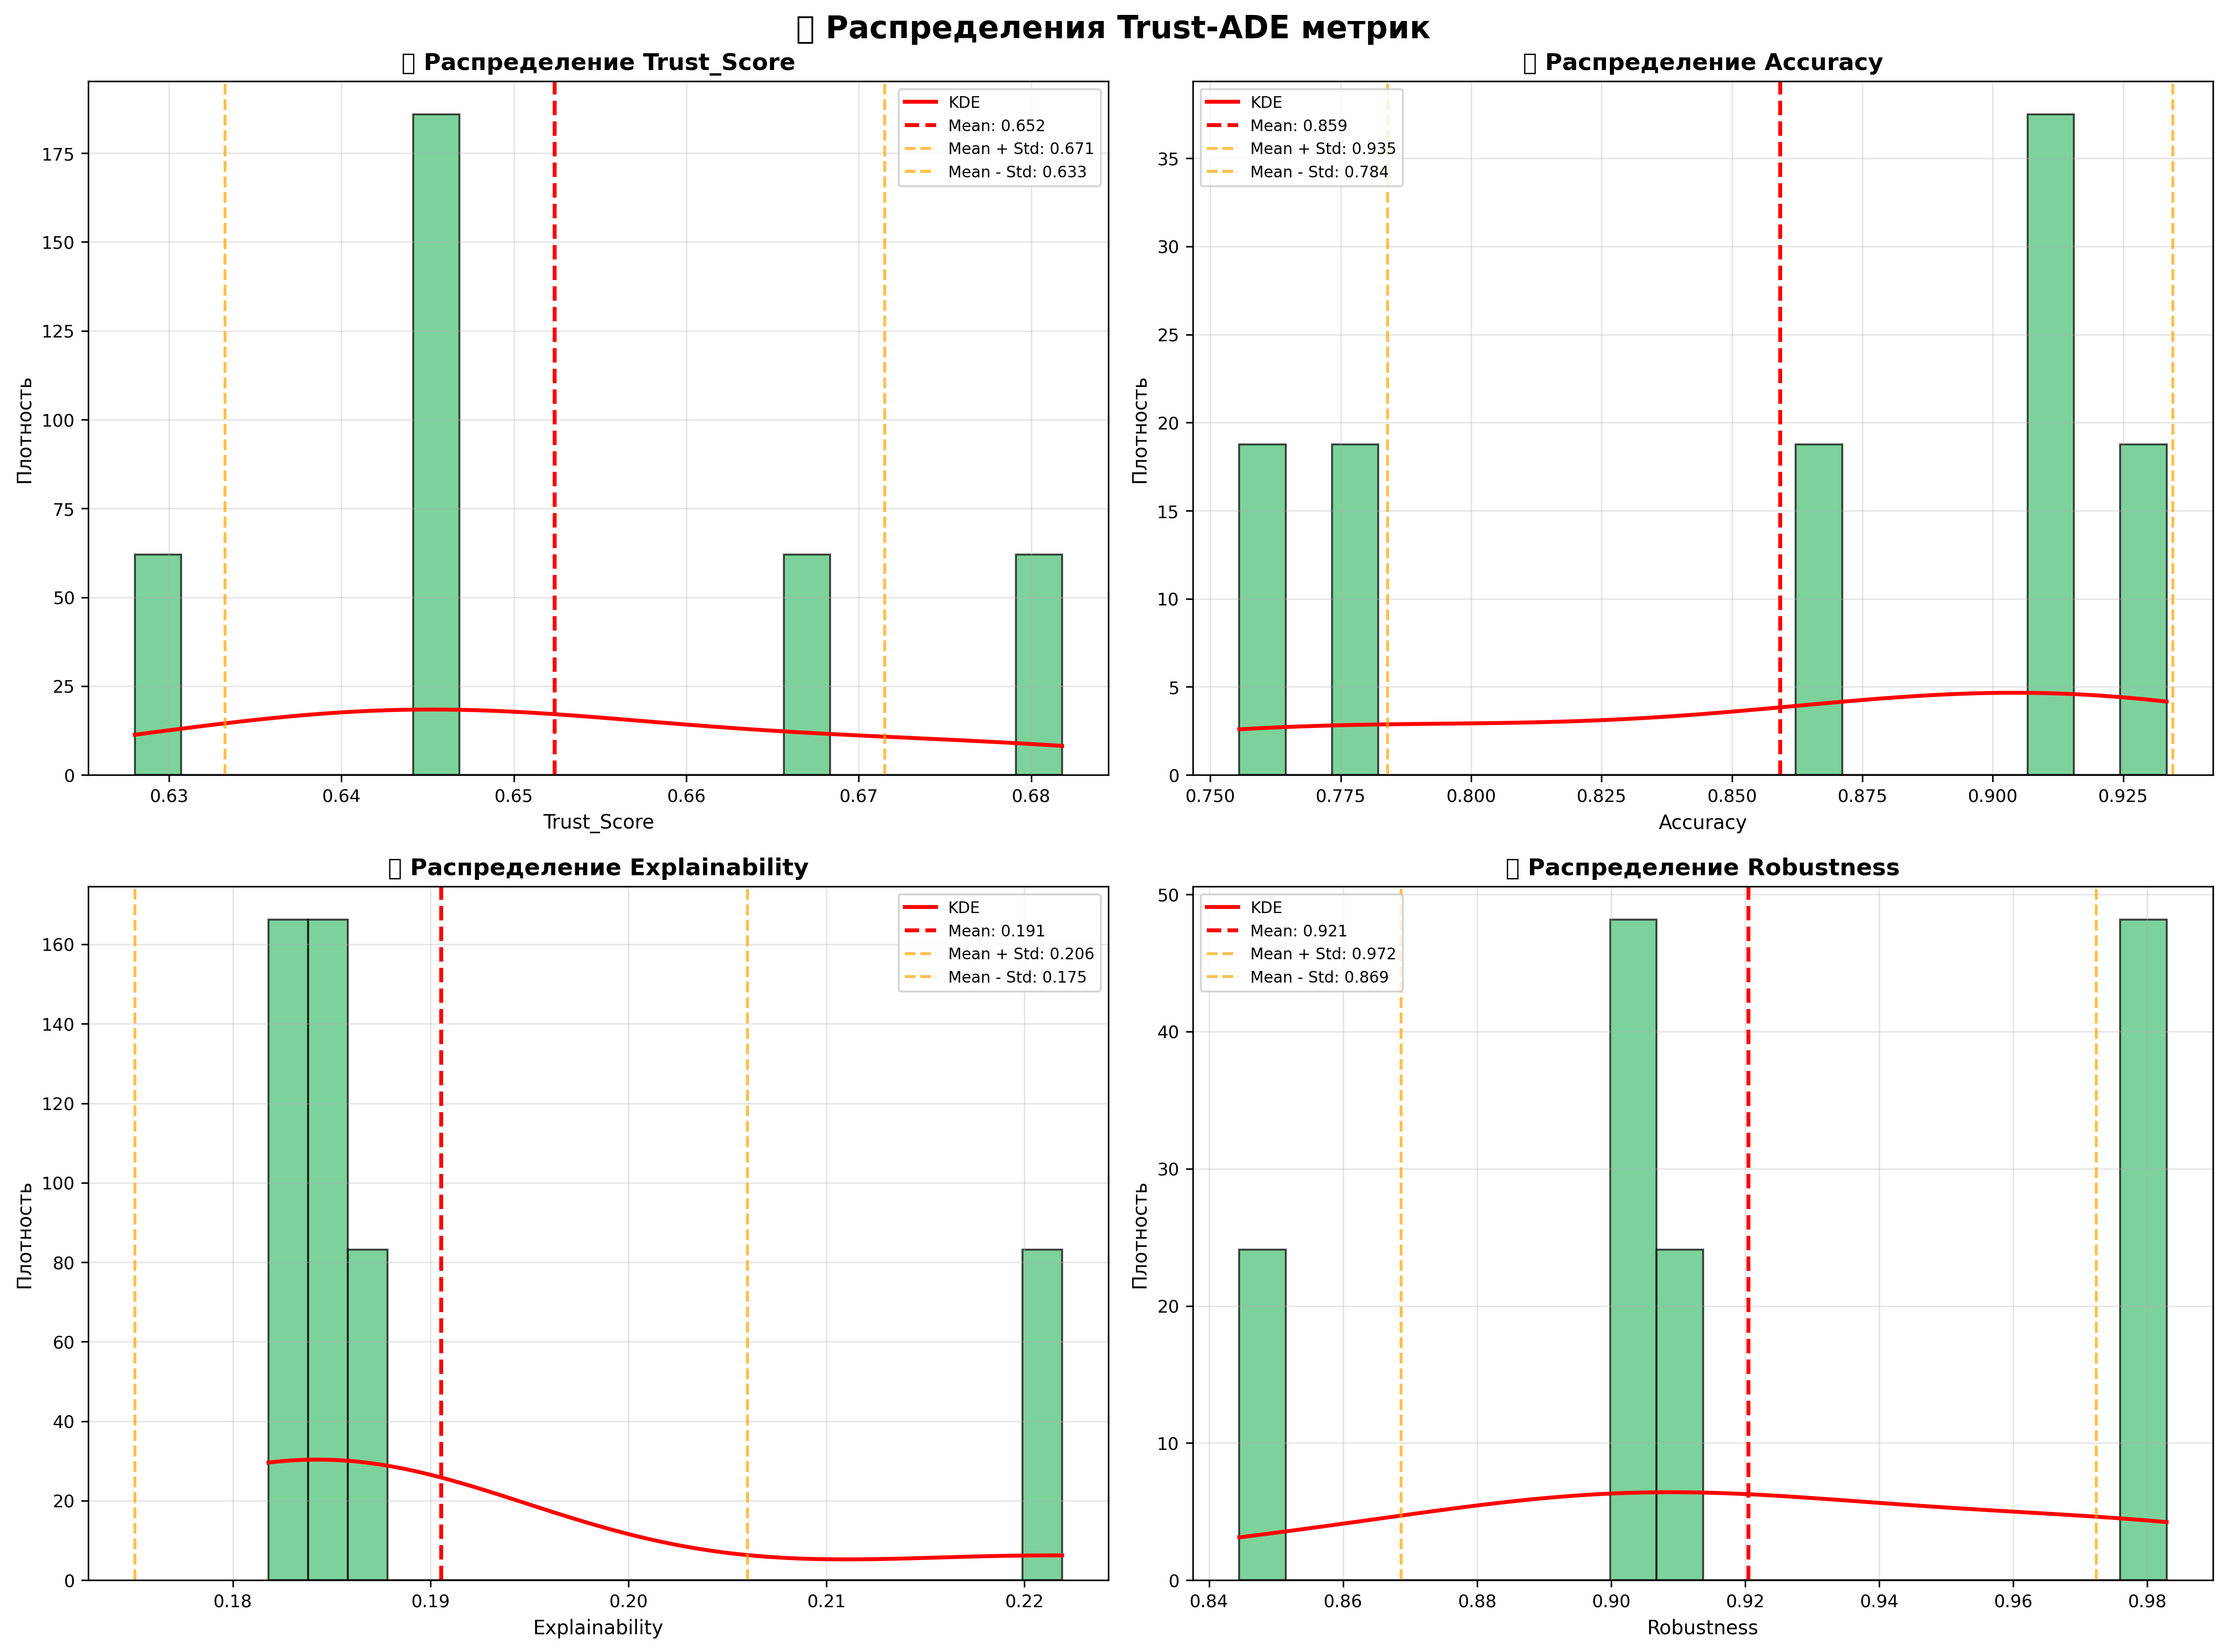 Распределения Trust-ADE метрик
Распределение Trust_Score
KDE
Mean: 0.652
Mean + Std: 0.671
Mean - Std: 0.633
Плотность
175
150
125
100
75
50
25
0
0.63 0.64 0.65 0.66 0.67 0.68
Trust_Score
Распределение Accuracy
KDE
Mean: 0.859
Mean + Std: 0.935
Mean - Std: 0.784
Плотность
35
30
25
20
15
10
5
0
0.750 0.775 0.800 0.825 0.850 0.875 0.900 0.925
Accuracy
Распределение Explainability
KDE
Mean: 0.191
Mean + Std: 0.206
Mean - Std: 0.175
Плотность
160
140
120
100
80
60
40
20
0
0.18 0.19 0.20 0.21 0.22
Explainability
Распределение Robustness
KDE
Mean: 0.921
Mean + Std: 0.972
Mean - Std: 0.869
Плотность
50
40
30
20
10
0
0.84 0.86 0.88 0.90 0.92 0.94 0.96 0.98
Robustness